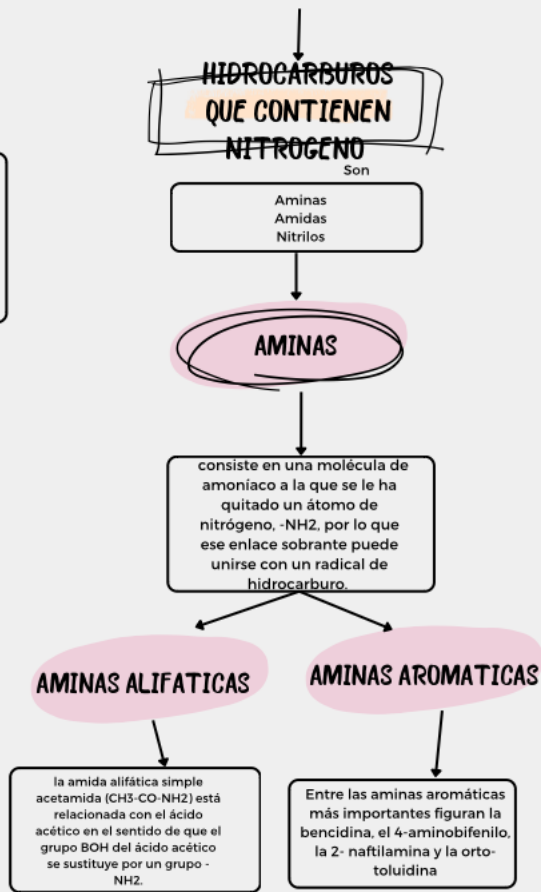 HIDROCARBUROS
QUE CONTIENEN
NITROGENO
Son
Aminas
Amidas
Nitrilos
AMINAS
consiste en una molécula de
amoníaco a la que se le ha
quitado un átomo de
nitrógeno, -NH2, por lo que
ese enlace sobrante puede
unirse con un radical de
hidrocarburo.
AMINAS ALIFATICAS
la amida alifática simple
acetamida (CH3-CO-NH2) está
relacionada con el ácido
acético en el sentido de que el
grupo BOH del ácido acético
se sustituye por un grupo -
NH2.
AMINAS AROMATICAS
Entre las aminas aromáticas
más importantes figuran la
bencidina, el 4-aminobifenilo,
la 2- naftilamina y la orto-
toluidina